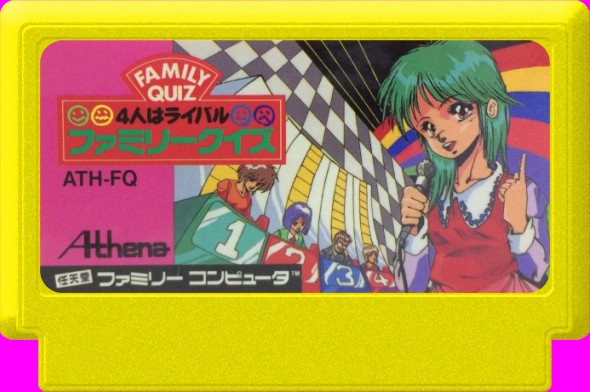 FAMILY
QUIZ
4人はライバル
ファミリークイズ
ATH-FQ
Athena
任天堂 ファミリー コンピュータ™
1
2
3
4